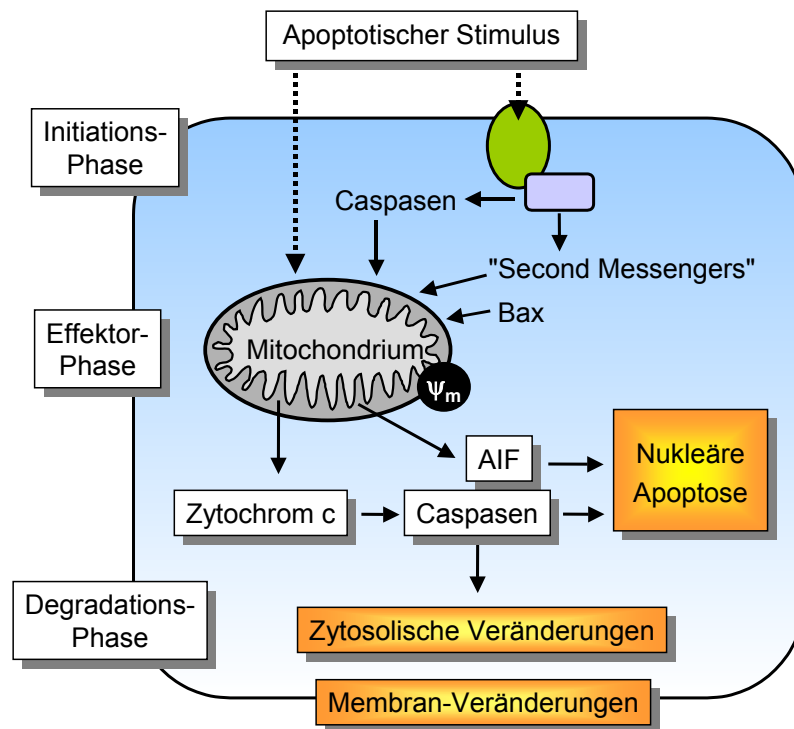 Apoptotischer Stimulus
Initiations-
Phase
Caspasen
"Second Messengers"
Bax
Effektor-
Phase
Mitochondrium
Ψm
AIF
Nukleäre
Apoptose
Zytochrom c
Caspasen
Degradations-
Phase
Zytosolische Veränderungen
Membran-Veränderungen